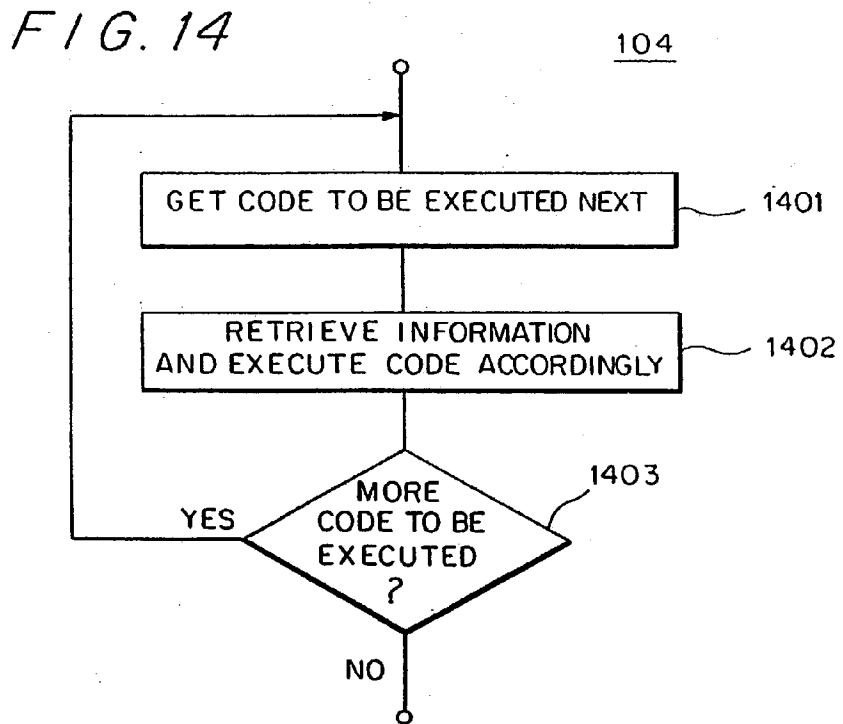 FIG. 14
104
GET CODE TO BE EXECUTED NEXT
1401
RETRIEVE INFORMATION
AND EXECUTE CODE ACCORDINGLY
1402
1403
MORE
CODE TO BE
EXECUTED
?
YES
NO